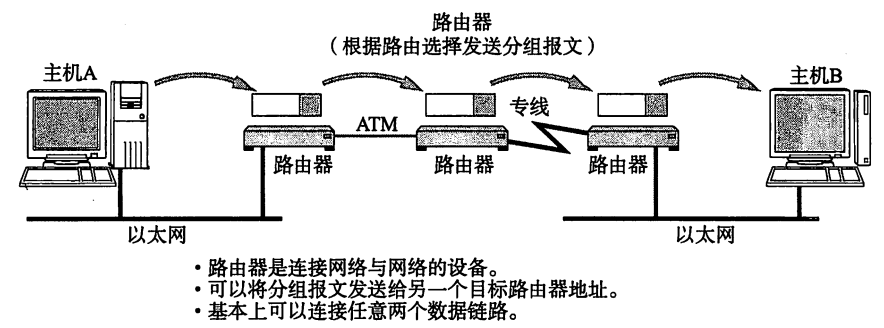 路由器
（根据路由选择发送分组报文）
主机A
主机B
ATM
专线
路由器
路由器
路由器
以太网
以太网
·路由器是连接网络与网络的设备。
·可以将分组报文发送给另一个目标路由器地址。
·基本上可以连接任意两个数据链路。